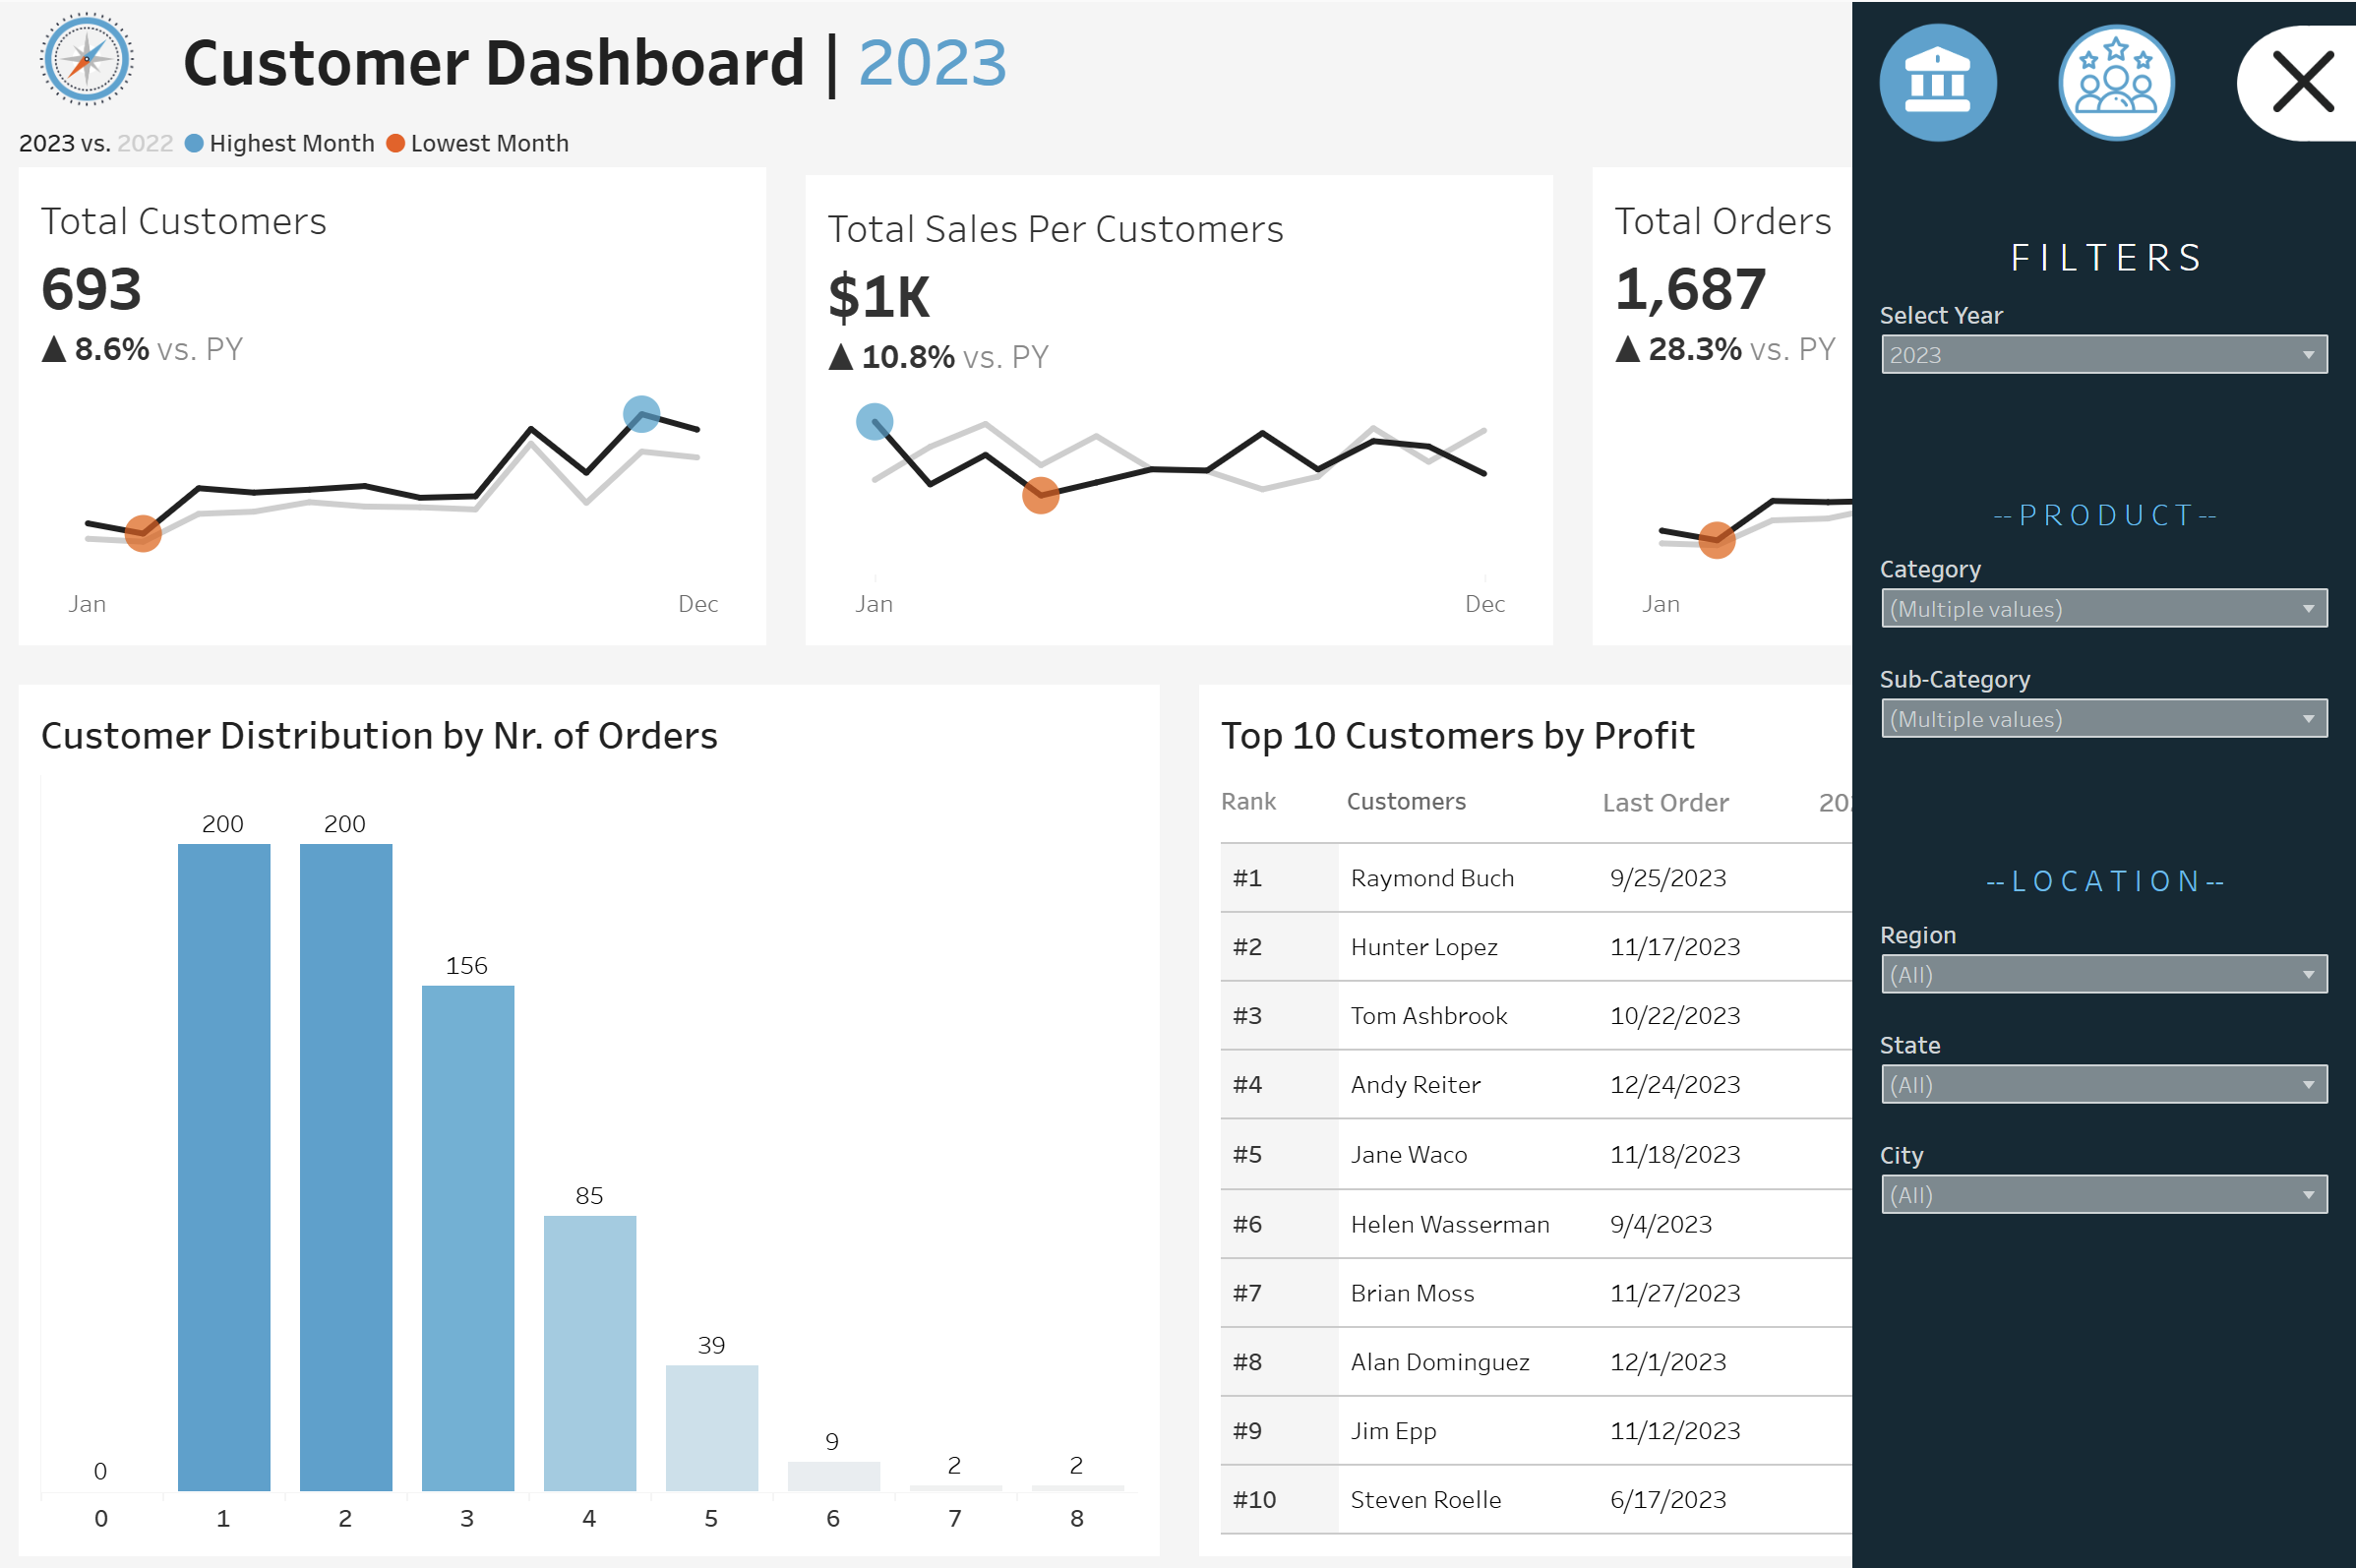 Customer Dashboard | 2023
2023 vs. 2022 Highest Month Lowest Month
Total Customers
693
▲ 8.6% vs. PY
Jan Dec
Total Sales Per Customers
$1K
▲ 10.8% vs. PY
Jan Dec
Total Orders
1,687
▲ 28.3% vs. PY
Jan
Customer Distribution by Nr. of Orders
200 200
156
85
39
9
2 2
0
0 1 2 3 4 5 6 7 8
Top 10 Customers by Profit
Rank Customers Last Order
#1 Raymond Buch 9/25/2023
#2 Hunter Lopez 11/17/2023
#3 Tom Ashbrook 10/22/2023
#4 Andy Reiter 12/24/2023
#5 Jane Waco 11/18/2023
#6 Helen Wasserman 9/4/2023
#7 Brian Moss 11/27/2023
#8 Alan Dominguez 12/1/2023
#9 Jim Epp 11/12/2023
#10 Steven Roelle 6/17/2023
FILTERS
Select Year
2023
--PRODUCT--
Category
(Multiple values)
Sub-Category
(Multiple values)
--LOCATION--
Region
(All)
State
(All)
City
(All)